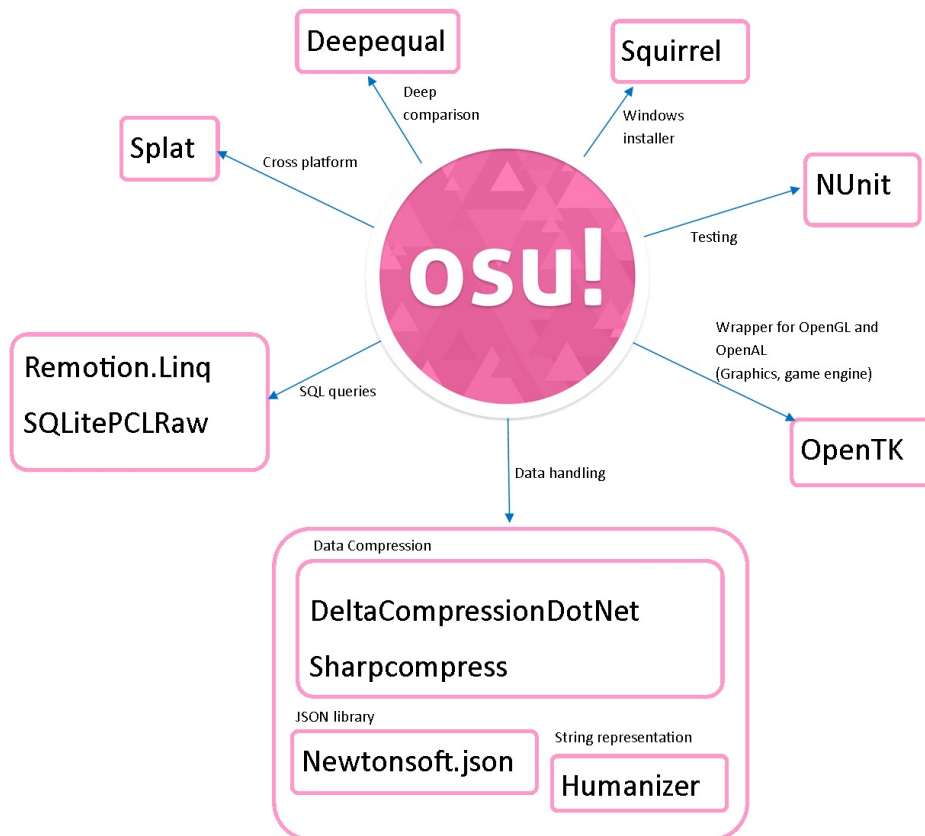 Deepequal
Squirrel
Deep
comparison
Windows
installer
Splat
Cross platform
NUnit
Testing
osu!
Wrapper for OpenGL and
OpenAL
(Graphics, game engine)
Remotion.Linq
SQLitePCLRaw
SQL queries
OpenTK
Data handling
Data Compression
DeltaCompressionDotNet
Sharpcompress
JSON library
Newtonsoft.json
String representation
Humanizer